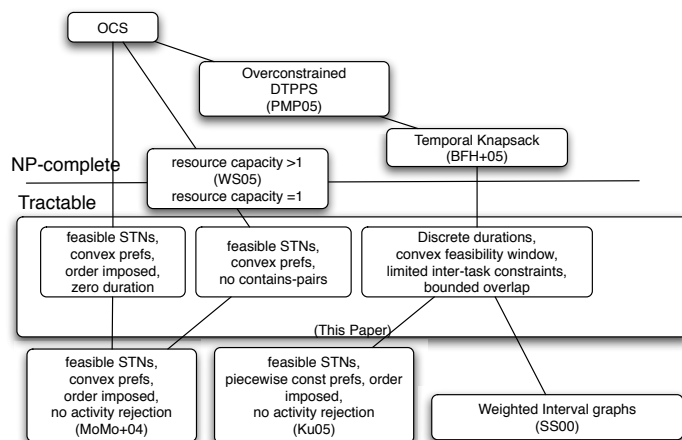 OCS
Overconstrained
DTPPS
(PMP05)
Temporal Knapsack
(BFH+05)
NP-complete
resource capacity >1
(WS05)
resource capacity =1
Tractable
feasible STNs,
convex prefs,
order imposed,
zero duration
feasible STNs,
convex prefs,
no contains-pairs
Discrete durations,
convex feasibility window,
limited inter-task constraints,
bounded overlap
(This Paper)
feasible STNs,
convex prefs,
order imposed,
no activity rejection
(MoMo+04)
feasible STNs,
piecewise const prefs, order
imposed,
no activity rejection
(Ku05)
Weighted Interval graphs
(SS00)